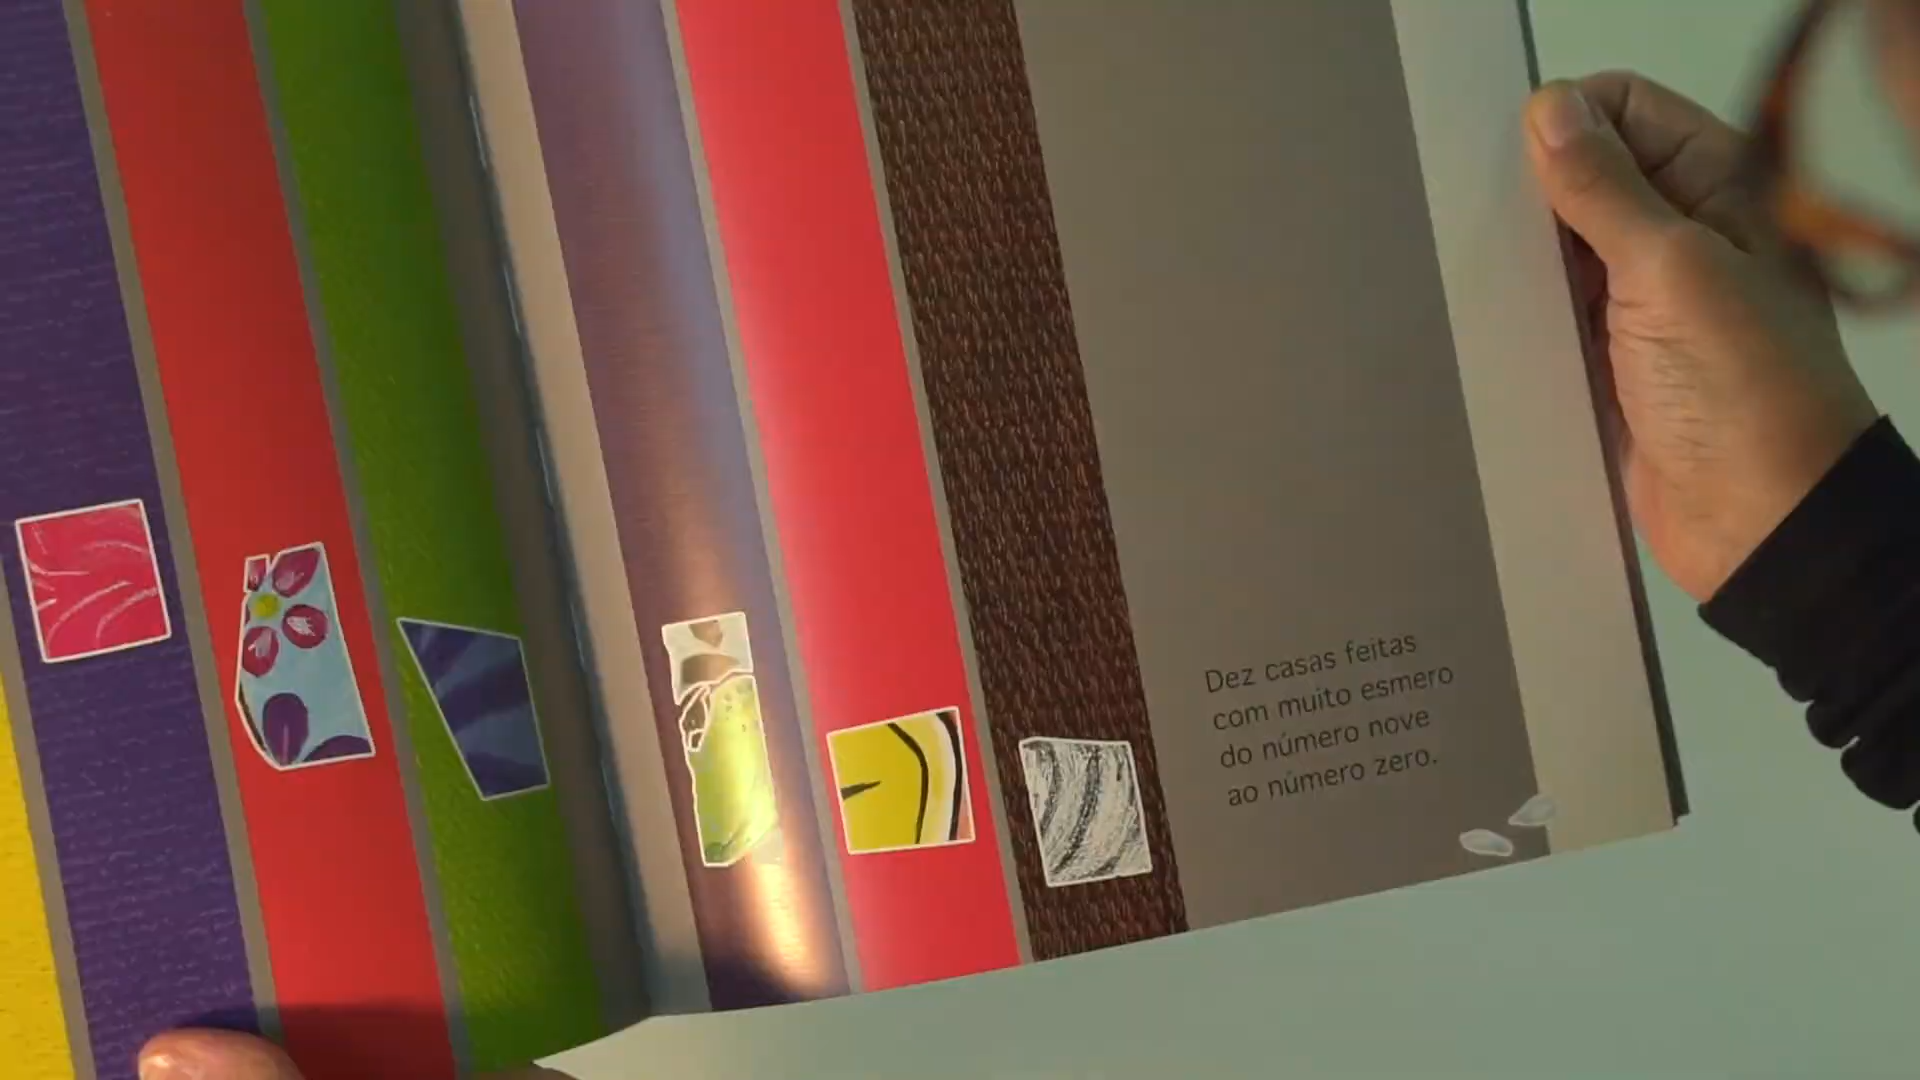 Dez casas feitas
com muito esmero
do número nove
ao número zero.